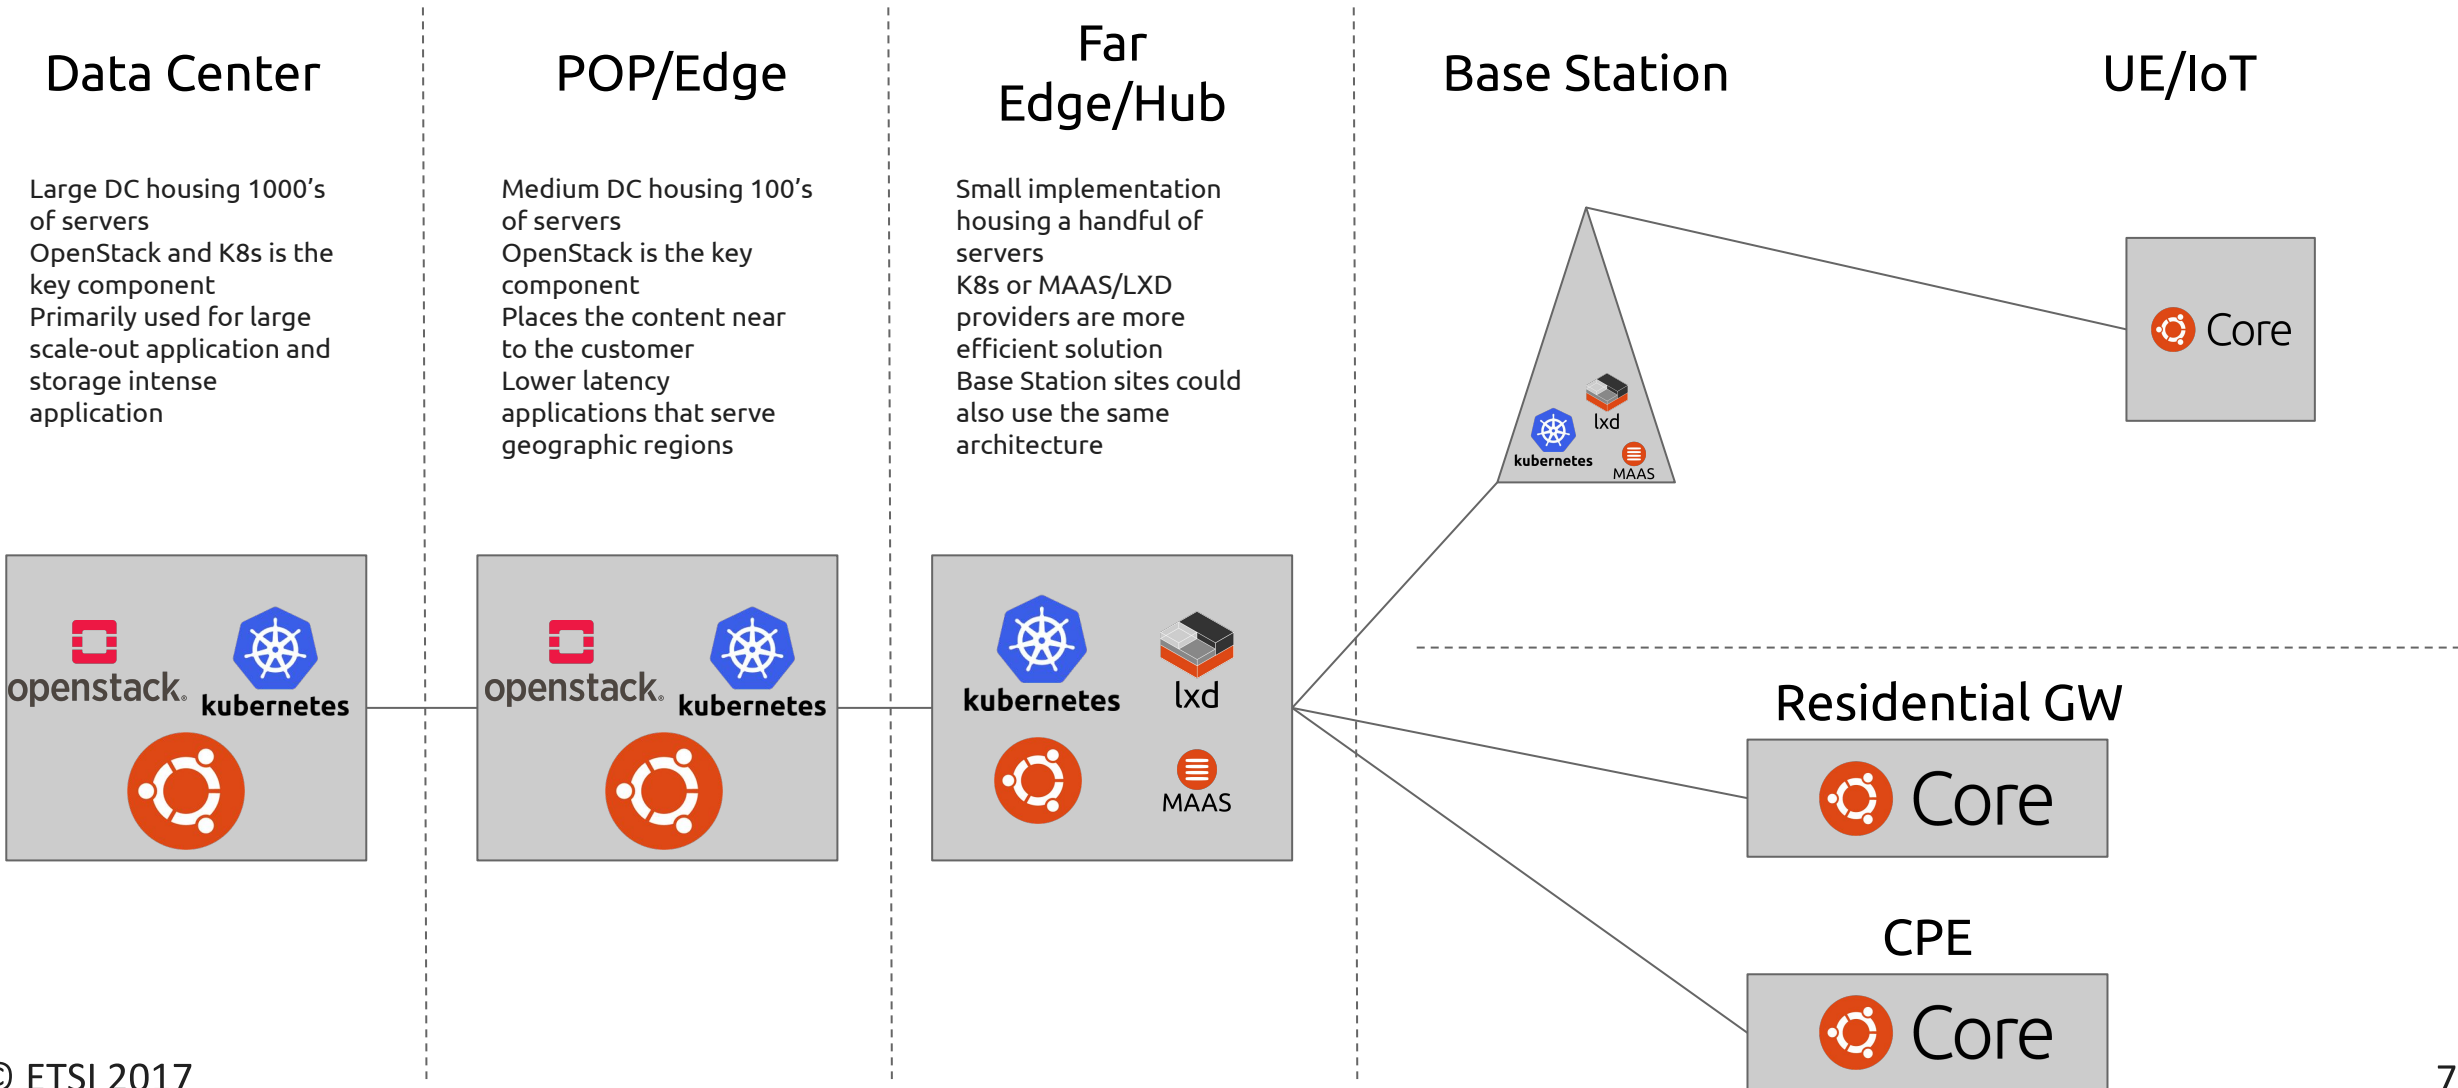 Data Center
Large DC housing 1000's
of servers
OpenStack and K8s is the
key component
Primarily used for large
scale-out application and
storage intense
application
openstack.
kubernetes
POP/Edge
Medium DC housing 100's
of servers
OpenStack is the key
component
Places the content near
to the customer
Lower latency
applications that serve
geographic regions
openstack.
kubernetes
Far
Edge/Hub
Small implementation
housing a handful of
servers
K8s or MAAS/LXD
providers are more
efficient solution
Base Station sites could
also use the same
architecture
kubernetes
lxd
MAAS
Base Station
lxd
kubernetes
MAAS
UE/IoT
Core
Residential GW
Core
CPE
Core
© ETSI 2017
7